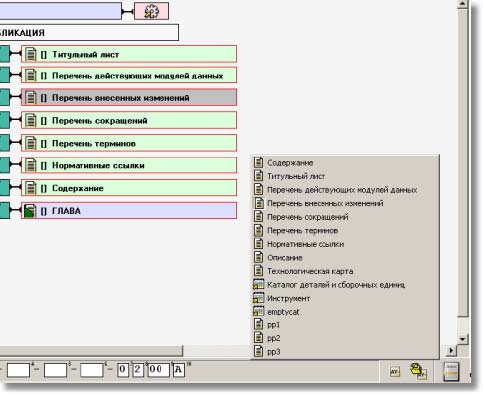 БЛИКАЦИЯ
[] Титульный лист
[] Перечень действующих модулей данных
[] Перечень внесенных изменений
[] Перечень сокращений
[] Перечень терминов
[] Нормативные ссылки
[] Содержание
[] ГЛАВА
Содержание
Титульный лист
Перечень действующих модулей данных
Перечень внесенных изменений
Перечень сокращений
Перечень терминов
Нормативные ссылки
Описание
Технологическая карта
Каталог деталей и сборочных единиц
Инструмент
emptycat
pp1
pp2
pp3
0 2 00 A